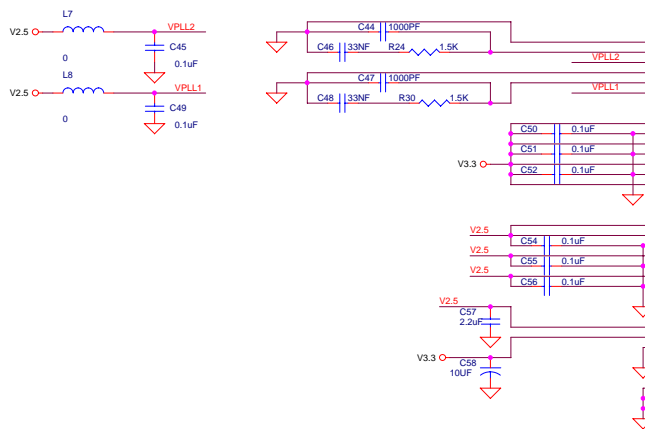 L7
V2.5
VPLL2
C45
0
0.1uF
L8
V2.5
VPLL1
C49
0
0.1uF
C44 1000PF
C46 33NF R24 1.5K
VPLL2
C47 1000PF
VPLL1
C48 33NF R30 1.5K
C50 0.1uF
C51 0.1uF
V3.3
C52 0.1uF
V2.5
C54 0.1uF
V2.5
C55 0.1uF
V2.5
C56 0.1uF
V2.5
C57
2.2uF
V3.3
C58
10UF